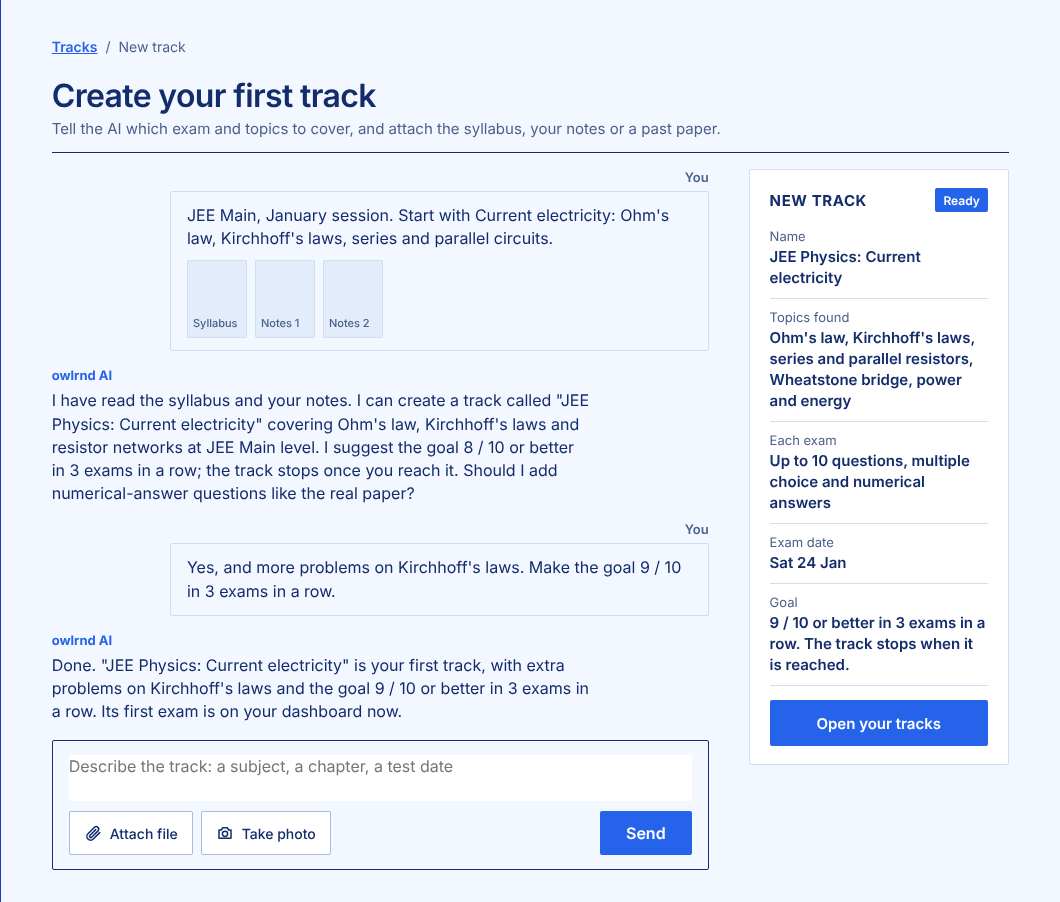 Tracks / New track
Create your first track
Tell the AI which exam and topics to cover, and attach the syllabus, your notes or a past paper.
You
JEE Main, January session. Start with Current electricity: Ohm's
law, Kirchhoff's laws, series and parallel circuits.
Syllabus
Notes 1
Notes 2
owlrnd AI
I have read the syllabus and your notes. I can create a track called "JEE
Physics: Current electricity" covering Ohm's law, Kirchhoff's laws and
resistor networks at JEE Main level. I suggest the goal 8 / 10 or better
in 3 exams in a row; the track stops once you reach it. Should I add
numerical-answer questions like the real paper?
You
Yes, and more problems on Kirchhoff's laws. Make the goal 9 / 10
in 3 exams in a row.
owlrnd AI
Done. "JEE Physics: Current electricity" is your first track, with extra
problems on Kirchhoff's laws and the goal 9 / 10 or better in 3 exams in
a row. Its first exam is on your dashboard now.
Describe the track: a subject, a chapter, a test date
Attach file
Take photo
Send
NEW TRACK
Ready
Name
JEE Physics: Current
electricity
Topics found
Ohm's law, Kirchhoff's laws,
series and parallel resistors,
Wheatstone bridge, power
and energy
Each exam
Up to 10 questions, multiple
choice and numerical
answers
Exam date
Sat 24 Jan
Goal
9 / 10 or better in 3 exams in a
row. The track stops when it
is reached.
Open your tracks